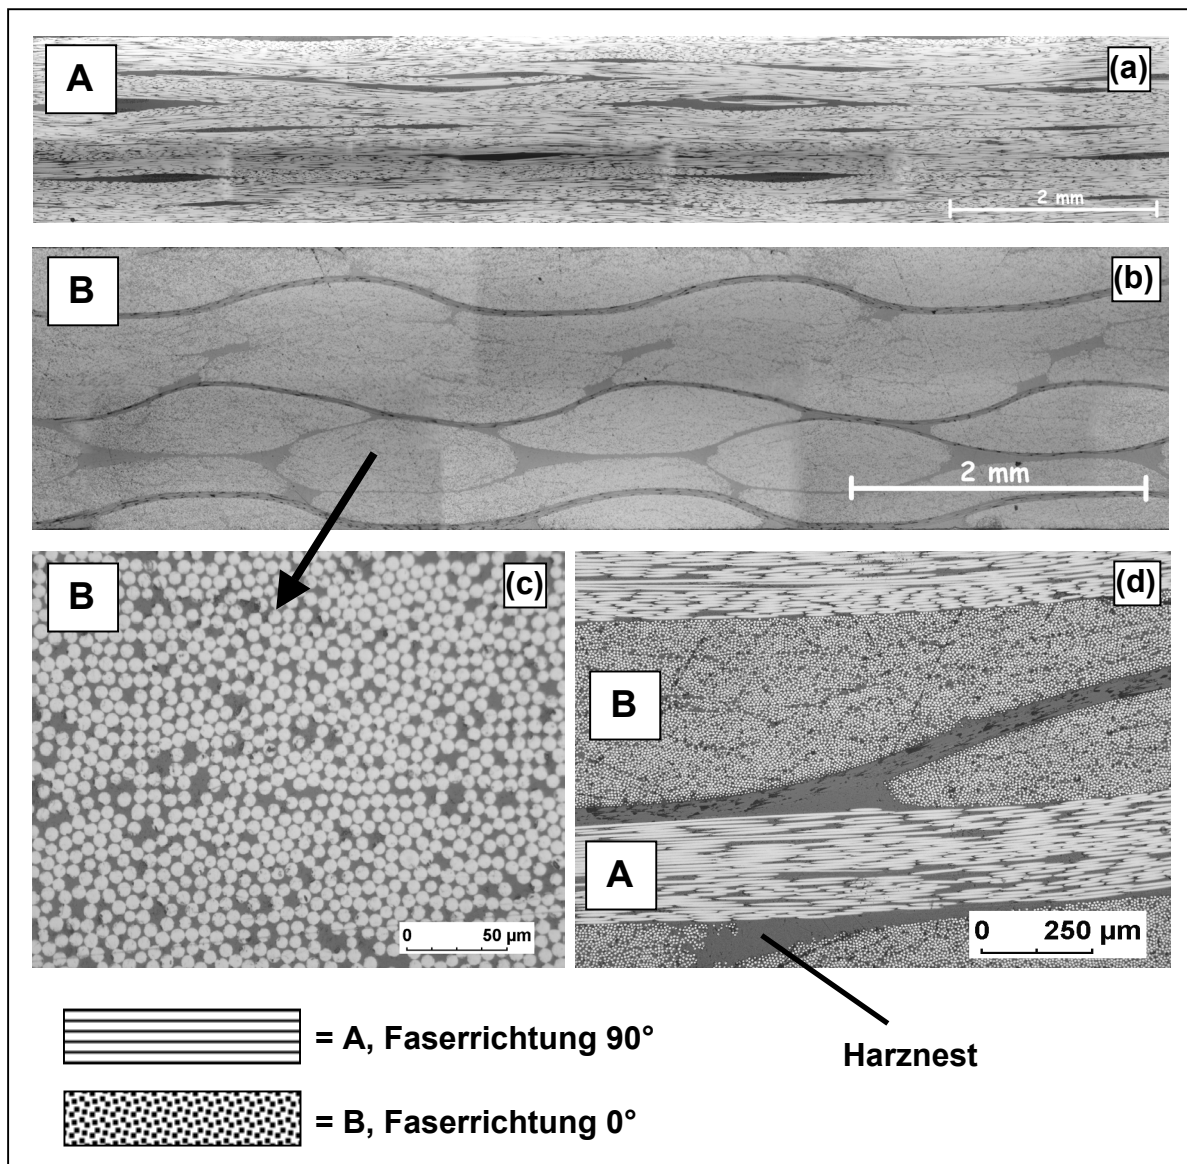 A
(a)
2 mm
B
(b)
2 mm
B
(c)
0 50 µm
(d)
B
A
0 250 µm
Harznest
= A, Faserrichtung 90°
= B, Faserrichtung 0°